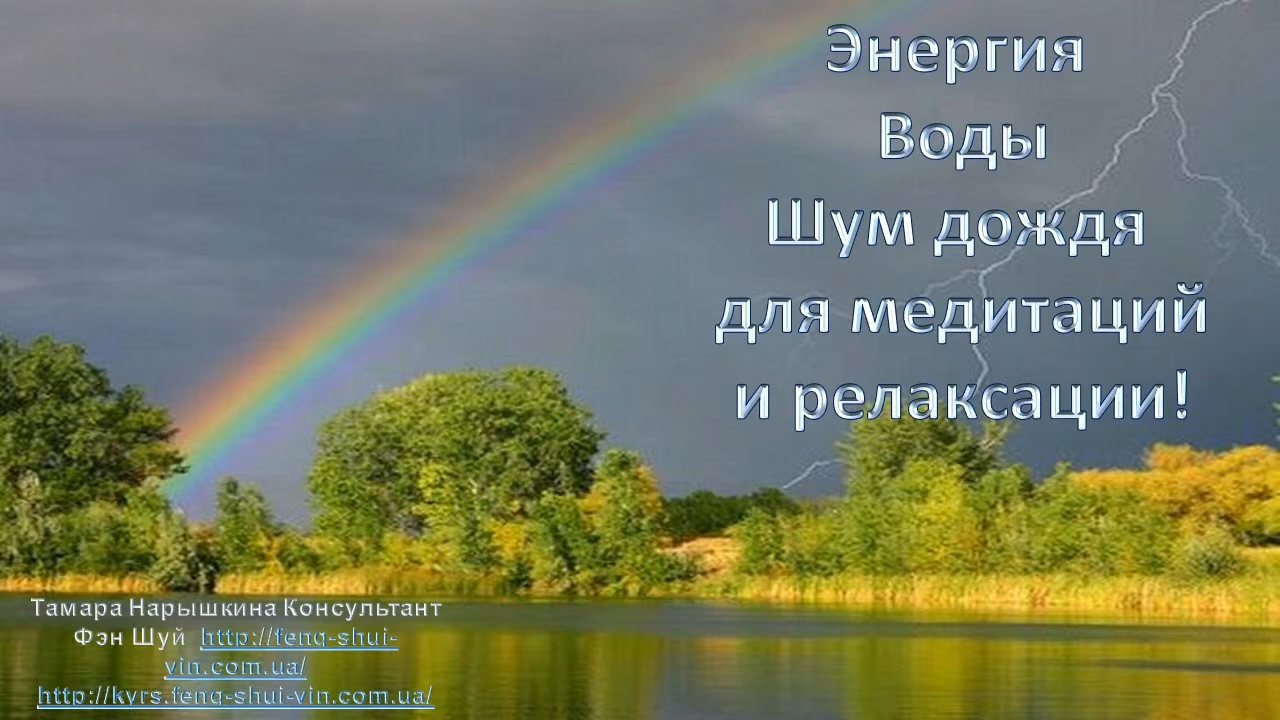 Энергия
Воды
Шум дождя
для медитаций
и релаксации!
Тамара Нарышкина Консультант
Фэн Шуй http://feng-shui-
vin.com.ua/
http://kyrs.feng-shui-vin.com.ua/